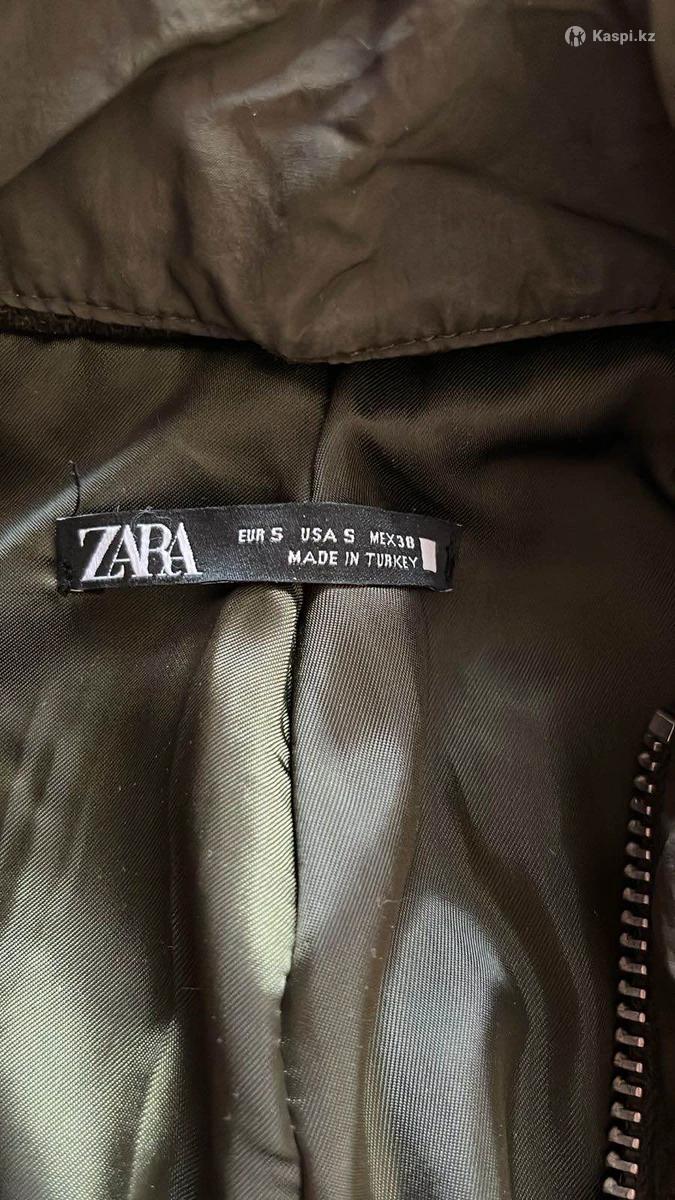 Kaspi.kz
ZARA
EUR S USA S MEX 38
MADE IN TURKEY